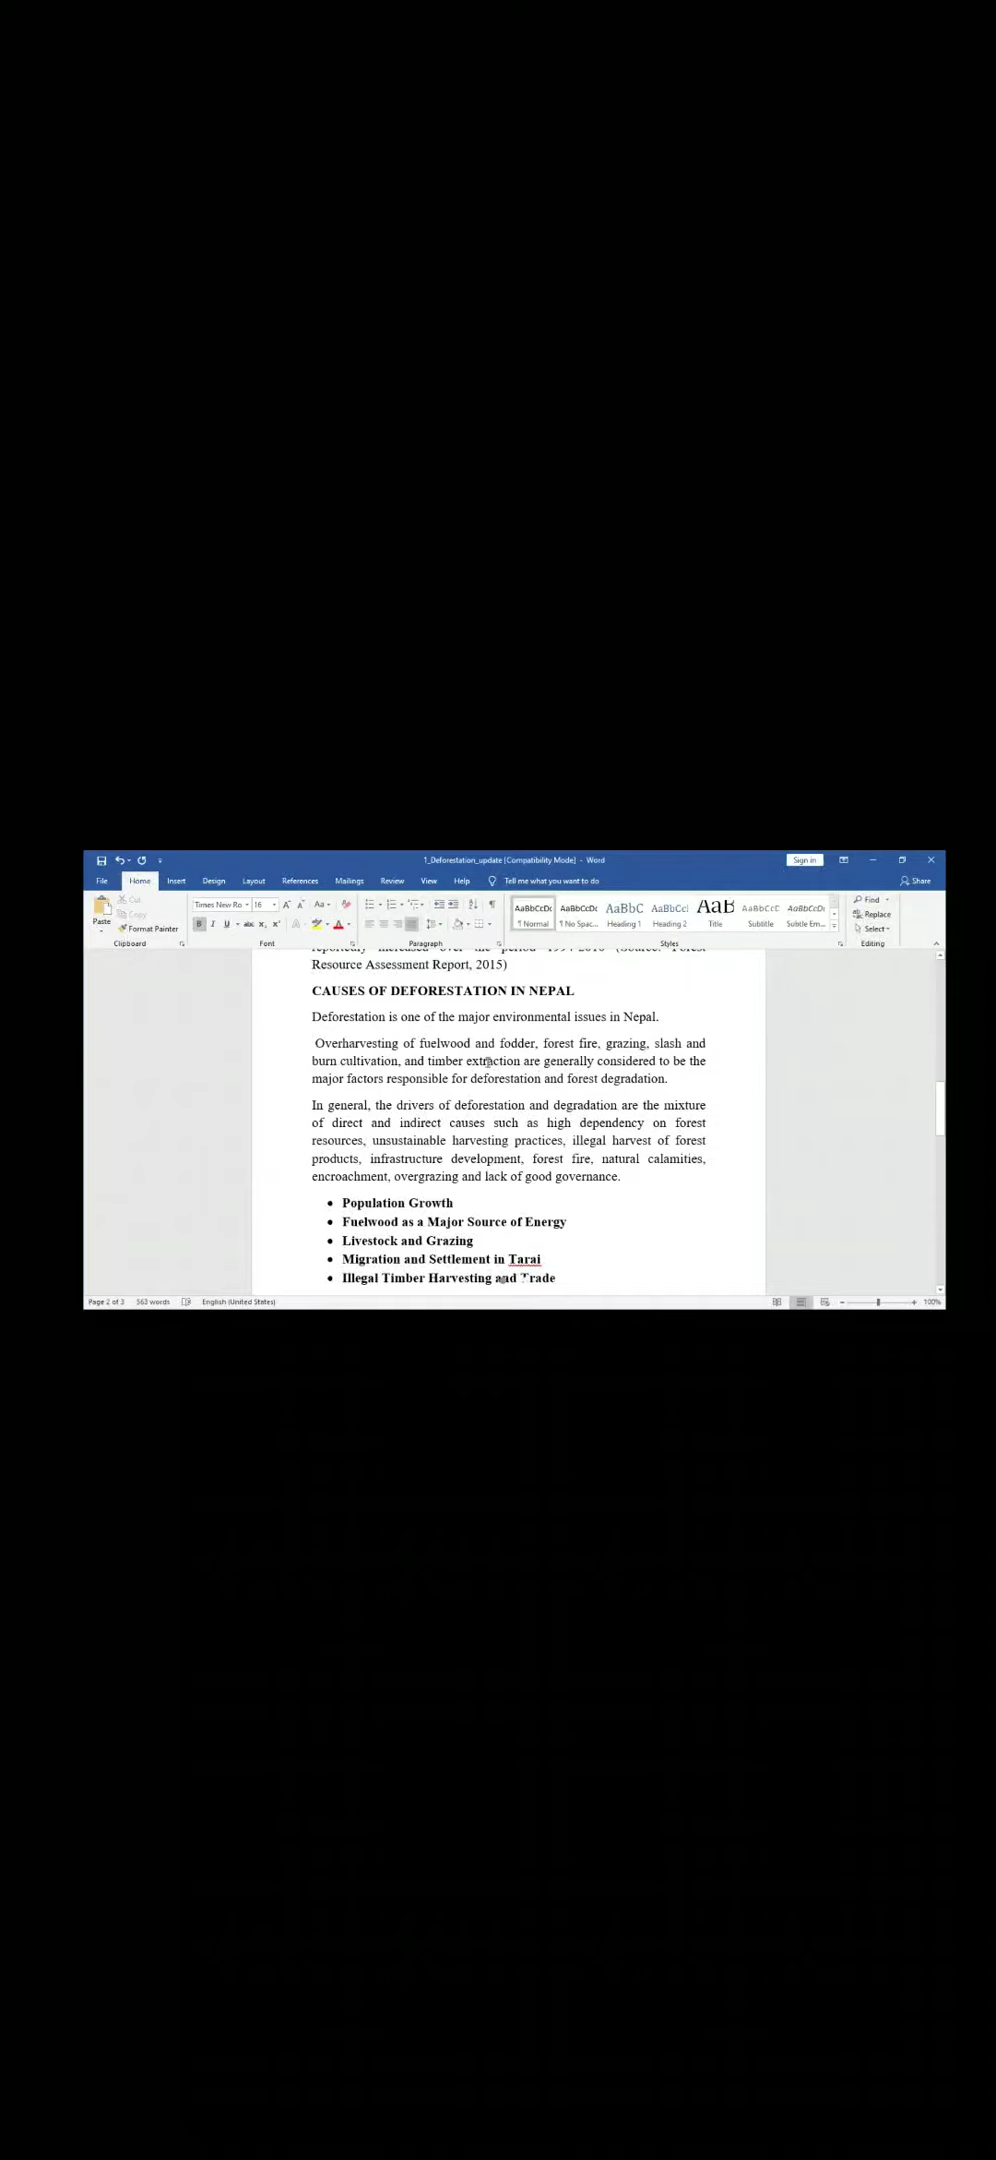 1_Deforestation_update [Compatibility Mode] - Word
Sign in
File Home Insert Design Layout References Mailings Review View Help Tell me what you want to do Share
Cut
Copy
Paste
Format Painter
Clipboard
Times New Ro 16
Font
Paragraph
AaBbCcDc AaBbCcDc AaBbC AaBbCcl AaB AaBbCcC AaBbCcDt
¶ Normal ¶ No Spac... Heading 1 Heading 2 Title Subtitle Subtle Em...
Styles
Find
Replace
Select
Editing
reportedly increased over the period (Source: Forest
Resource Assessment Report, 2015)
CAUSES OF DEFORESTATION IN NEPAL
Deforestation is one of the major environmental issues in Nepal.
Overharvesting of fuelwood and fodder, forest fire, grazing, slash and
burn cultivation, and timber extraction are generally considered to be the
major factors responsible for deforestation and forest degradation.
In general, the drivers of deforestation and degradation are the mixture
of direct and indirect causes such as high dependency on forest
resources, unsustainable harvesting practices, illegal harvest of forest
products, infrastructure development, forest fire, natural calamities,
encroachment, overgrazing and lack of good governance.
• Population Growth
• Fuelwood as a Major Source of Energy
• Livestock and Grazing
• Migration and Settlement in Tarai
• Illegal Timber Harvesting and Trade
Page 2 of 3 563 words English (United States) 100%